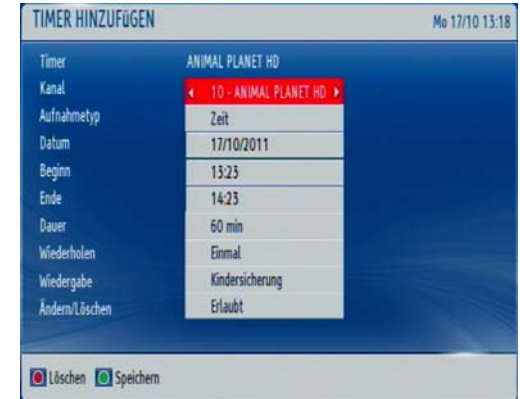 TIMER HINZUFüGEN Mo 17/10 13:18
Timer ANIMAL PLANET HD
Kanal 10 - ANIMAL PLANET HD
Aufnahmetyp Zeit
Datum 17/10/2011
Beginn 13:23
Ende 14:23
Dauer 60 min
Wiederholen Einmal
Wiedergabe Kindersicherung
Ändern/Löschen Erlaubt
Löschen Speichern